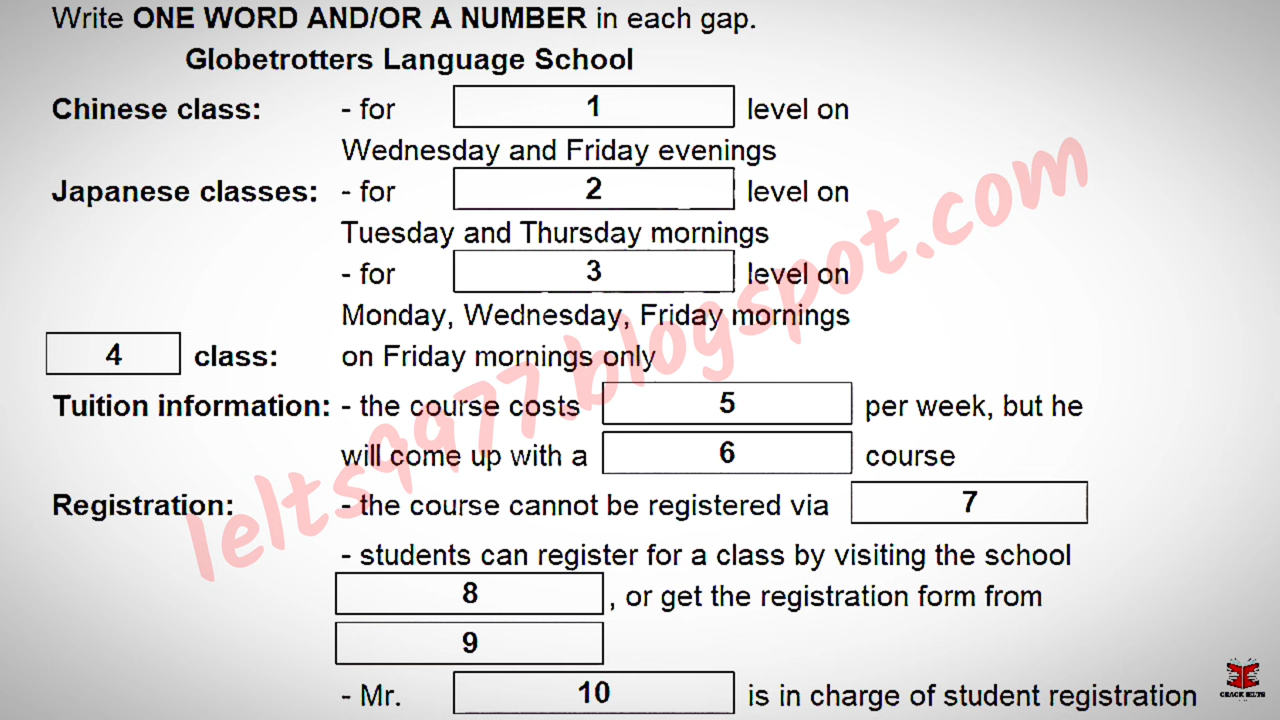 Write ONE WORD AND/OR A NUMBER in each gap.
Globetrotters Language School
Chinese class: - for 1 level on
Wednesday and Friday evenings
Japanese classes: - for 2 level on
Tuesday and Thursday mornings
- for 3 level on
Monday, Wednesday, Friday mornings
4 class: on Friday mornings only
Tuition information: - the course costs 5 per week, but he
will come up with a 6 course
Registration: - the course cannot be registered via 7
- students can register for a class by visiting the school
8 , or get the registration form from
9
- Mr. 10 is in charge of student registration
Ielts9977.blogspot.com
CRACK IELTS